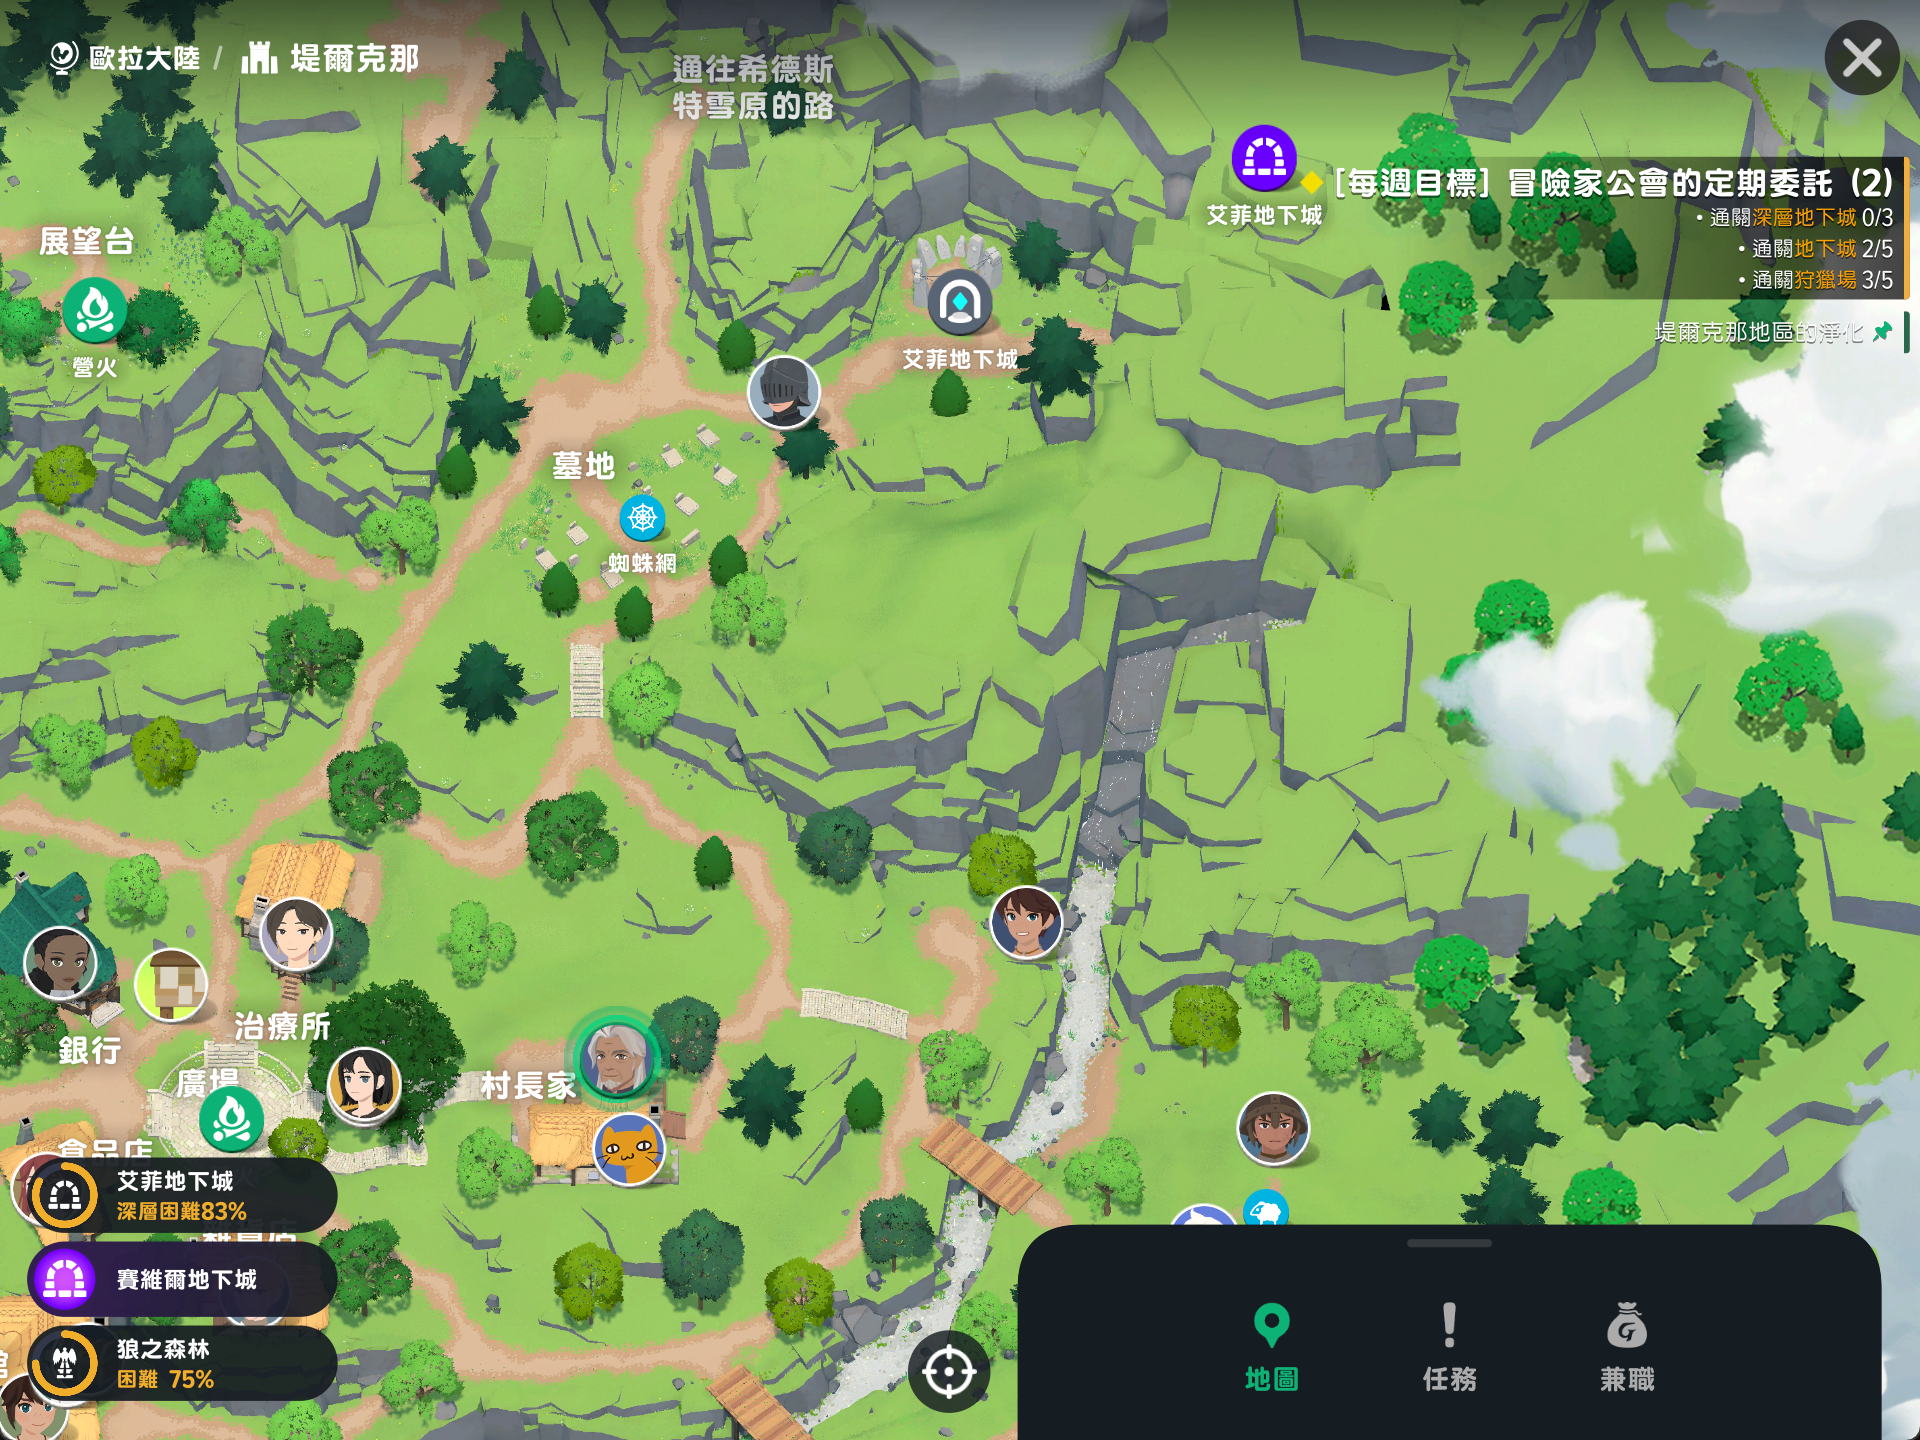 歐拉大陸 / 堤爾克那
通往希德斯
特雪原的路
艾菲地下城
[每週目標] 冒險家公會的定期委託 (2)
• 通關深層地下城 0/3
• 通關地下城 2/5
• 通關狩獵場 3/5
堤爾克那地區的淨化
展望台
營火
艾菲地下城
墓地
蜘蛛網
治療所
銀行
廣場
村長家
食品店
艾菲地下城
深層困難83%
賽維爾地下城
狼之森林
困難 75%
地圖
任務
兼職